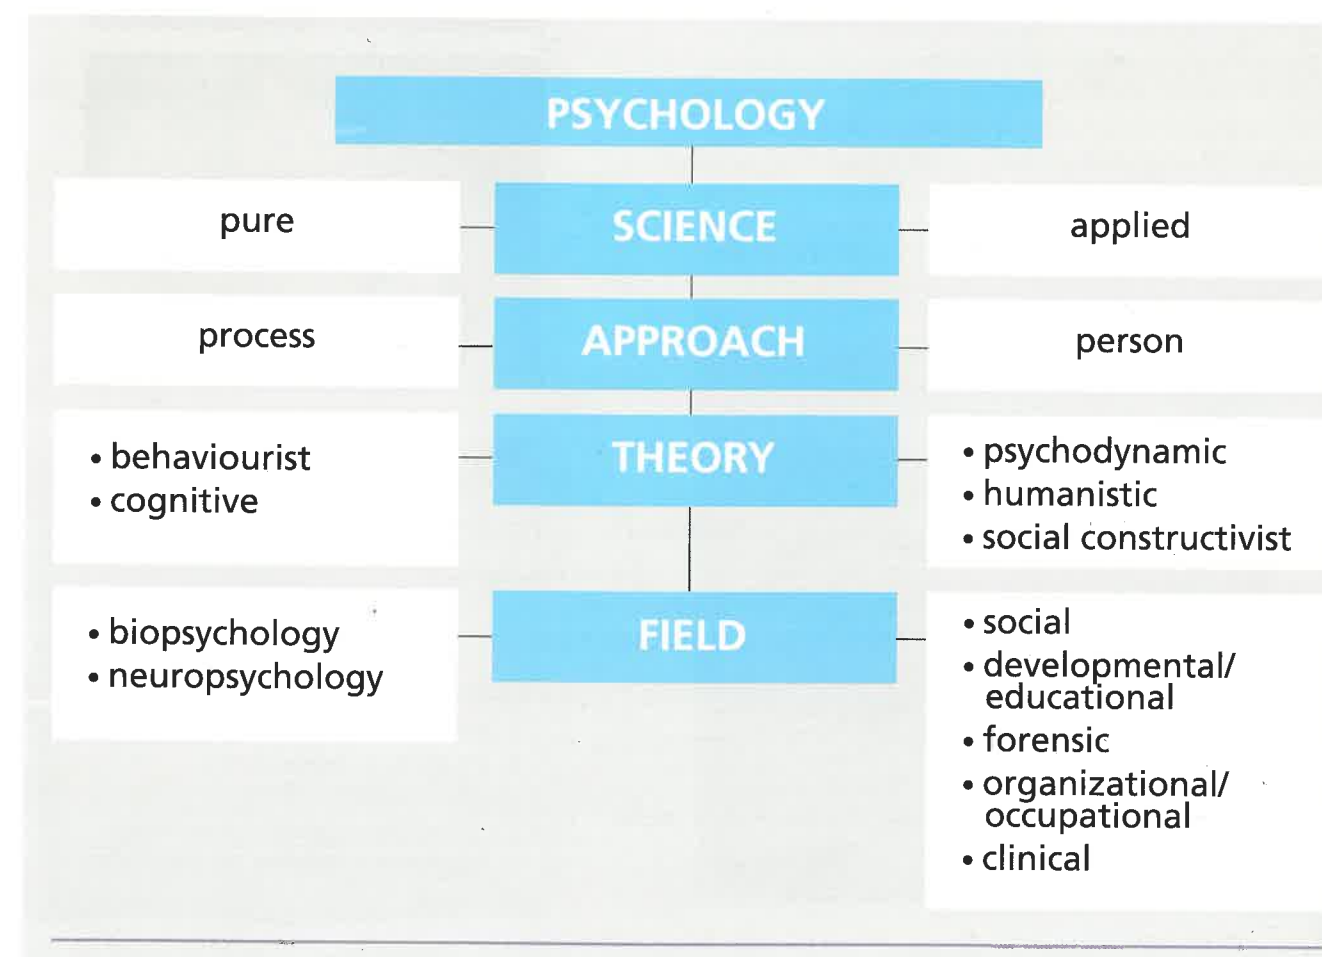 PSYCHOLOGY
pure
SCIENCE
applied
process
APPROACH
person
• behaviourist
• cognitive
THEORY
• psychodynamic
• humanistic
• social constructivist
• biopsychology
• neuropsychology
FIELD
• social
• developmental/
educational
• forensic
• organizational/
occupational
• clinical